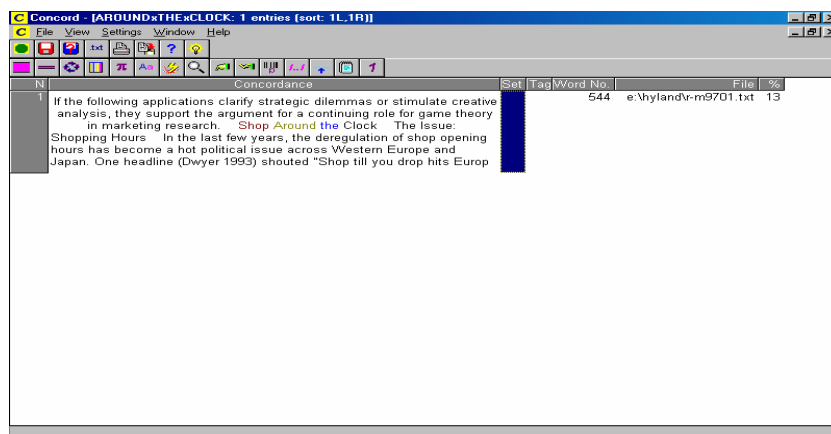 C Concord - [AROUNDxTHExCLOCK: 1 entries (sort: 1L,1R)]
C File View Settings Window Help
.txt ?
π Aa
N Concordance Set Tag Word No. File %
1 If the following applications clarify strategic dilemmas or stimulate creative 544 e:\hyland\r-m9701.txt 13
analysis, they support the argument for a continuing role for game theory
in marketing research. Shop Around the Clock The Issue:
Shopping Hours In the last few years, the deregulation of shop opening
hours has become a hot political issue across Western Europe and
Japan. One headline (Dwyer 1993) shouted "Shop till you drop hits Europ